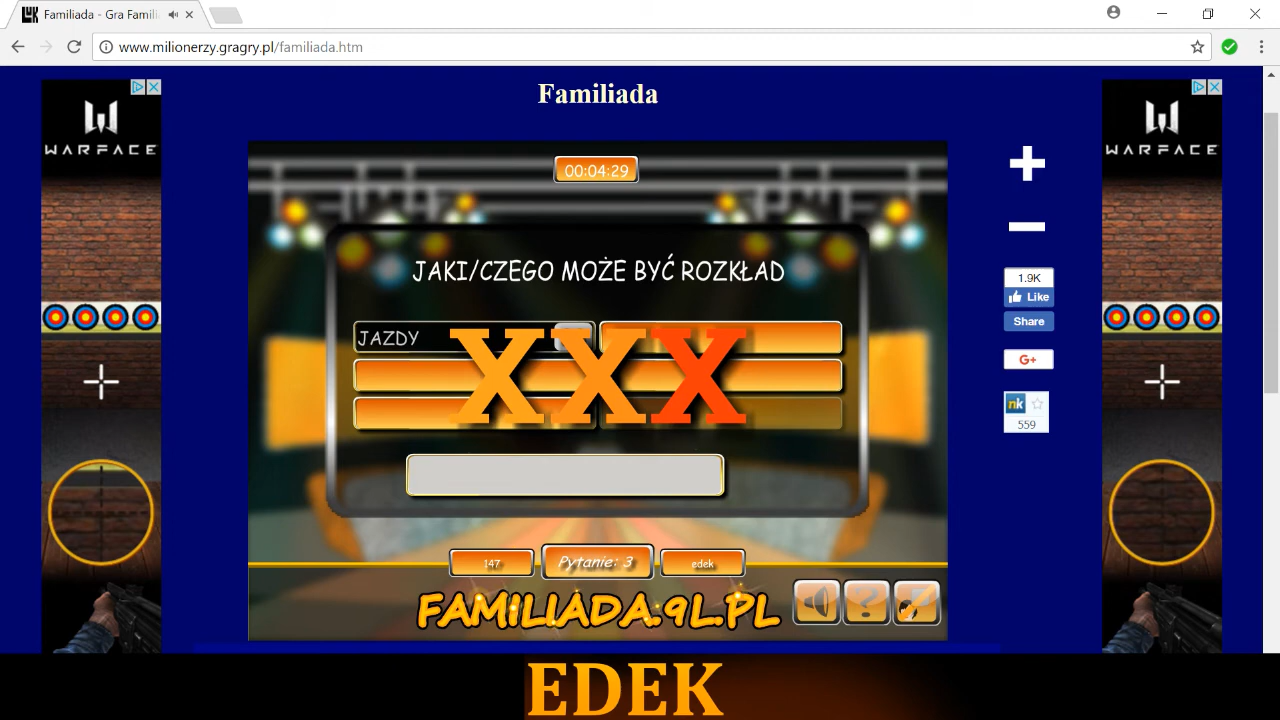 Familiada - Gra Famili
www.milionerzy.gragry.pl/familiada.htm
Familiada
WARFACE
WARFACE
00:04:29
JAKI/CZEGO MOŻE BYĆ ROZKŁAD
JAZDY
XXX
1.9K
Like
Share
G+
nk
559
147
Pytanie: 3
edek
?
FAMILIADA.9L.PL
EDEK